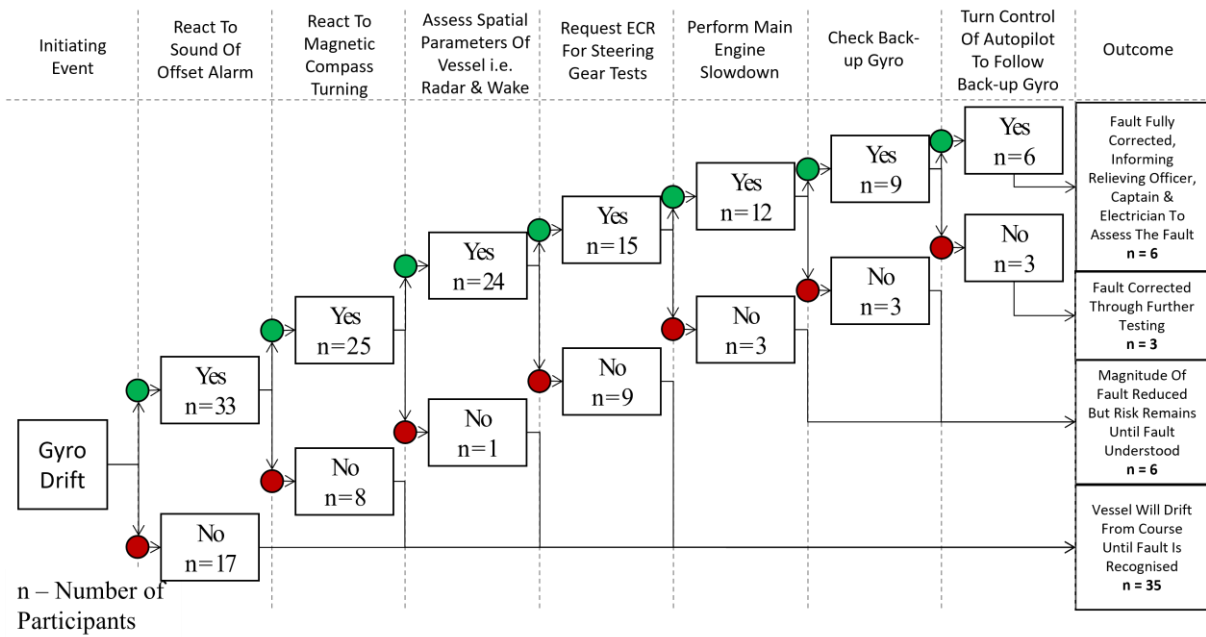 Initiating
Event
React To
Sound Of
Offset Alarm
React To
Magnetic
Compass
Turning
Assess Spatial
Parameters Of
Vessel i.e.
Radar & Wake
Request ECR
For Steering
Gear Tests
Perform Main
Engine
Slowdown
Check Back-
up Gyro
Turn Control
Of Autopilot
To Follow
Back-up Gyro
Outcome
Yes
n=6
Fault Fully
Corrected,
Informing
Relieving Officer,
Captain &
Electrician To
Assess The Fault
n = 6
Yes
n=9
Yes
n=12
Yes
n=15
No
n=3
Yes
n=24
No
n=3
Fault Corrected
Through Further
Testing
n = 3
Yes
n=25
No
n=3
Yes
n=33
No
n=9
Magnitude Of
Fault Reduced
But Risk Remains
Until Fault
Understood
n = 6
No
n=1
Gyro
Drift
No
n=8
No
n=17
Vessel Will Drift
From Course
Until Fault Is
Recognised
n = 35
n – Number of
Participants